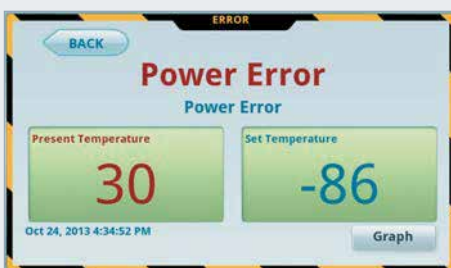 ERROR
BACK
Power Error
Power Error
Present Temperature
Set Temperature
30
-86
Oct 24, 2013 4:34:52 PM
Graph